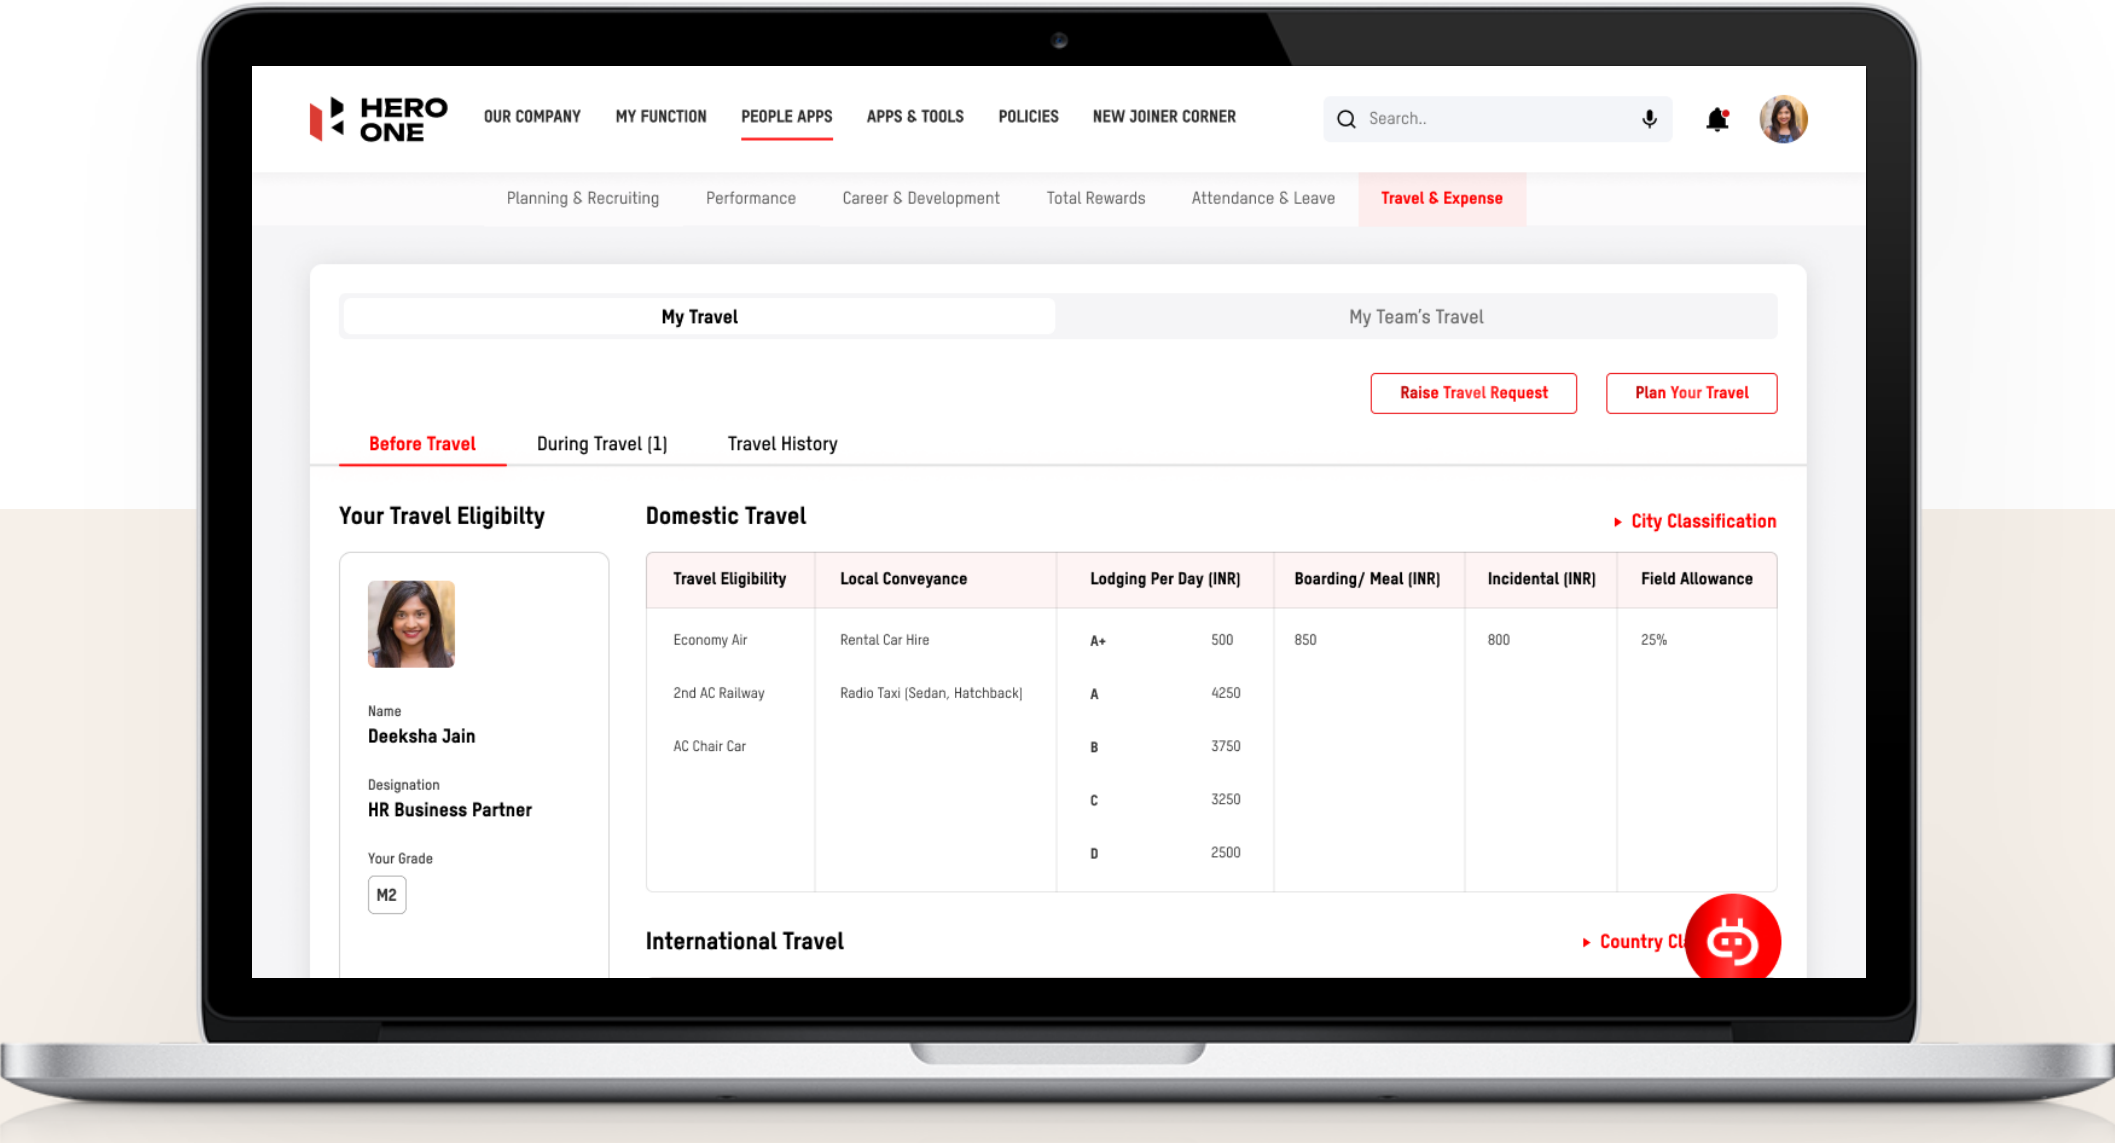 HERO
ONE
OUR COMPANY
MY FUNCTION
PEOPLE APPS
APPS & TOOLS
POLICIES
NEW JOINER CORNER
Search..
Planning & Recruiting
Performance
Career & Development
Total Rewards
Attendance & Leave
Travel & Expense
My Travel
My Team's Travel
Raise Travel Request
Plan Your Travel
Before Travel
During Travel (1)
Travel History
Your Travel Eligibilty
Name
Deeksha Jain
Designation
HR Business Partner
Your Grade
M2
Domestic Travel
City Classification
Travel Eligibility
Local Conveyance
Lodging Per Day (INR)
Boarding/ Meal (INR)
Incidental (INR)
Field Allowance
Economy Air
Rental Car Hire
A+ 500
850
800
25%
2nd AC Railway
Radio Taxi (Sedan, Hatchback|
A 4250
AC Chair Car
B 3750
C 3250
D 2500
International Travel
Country